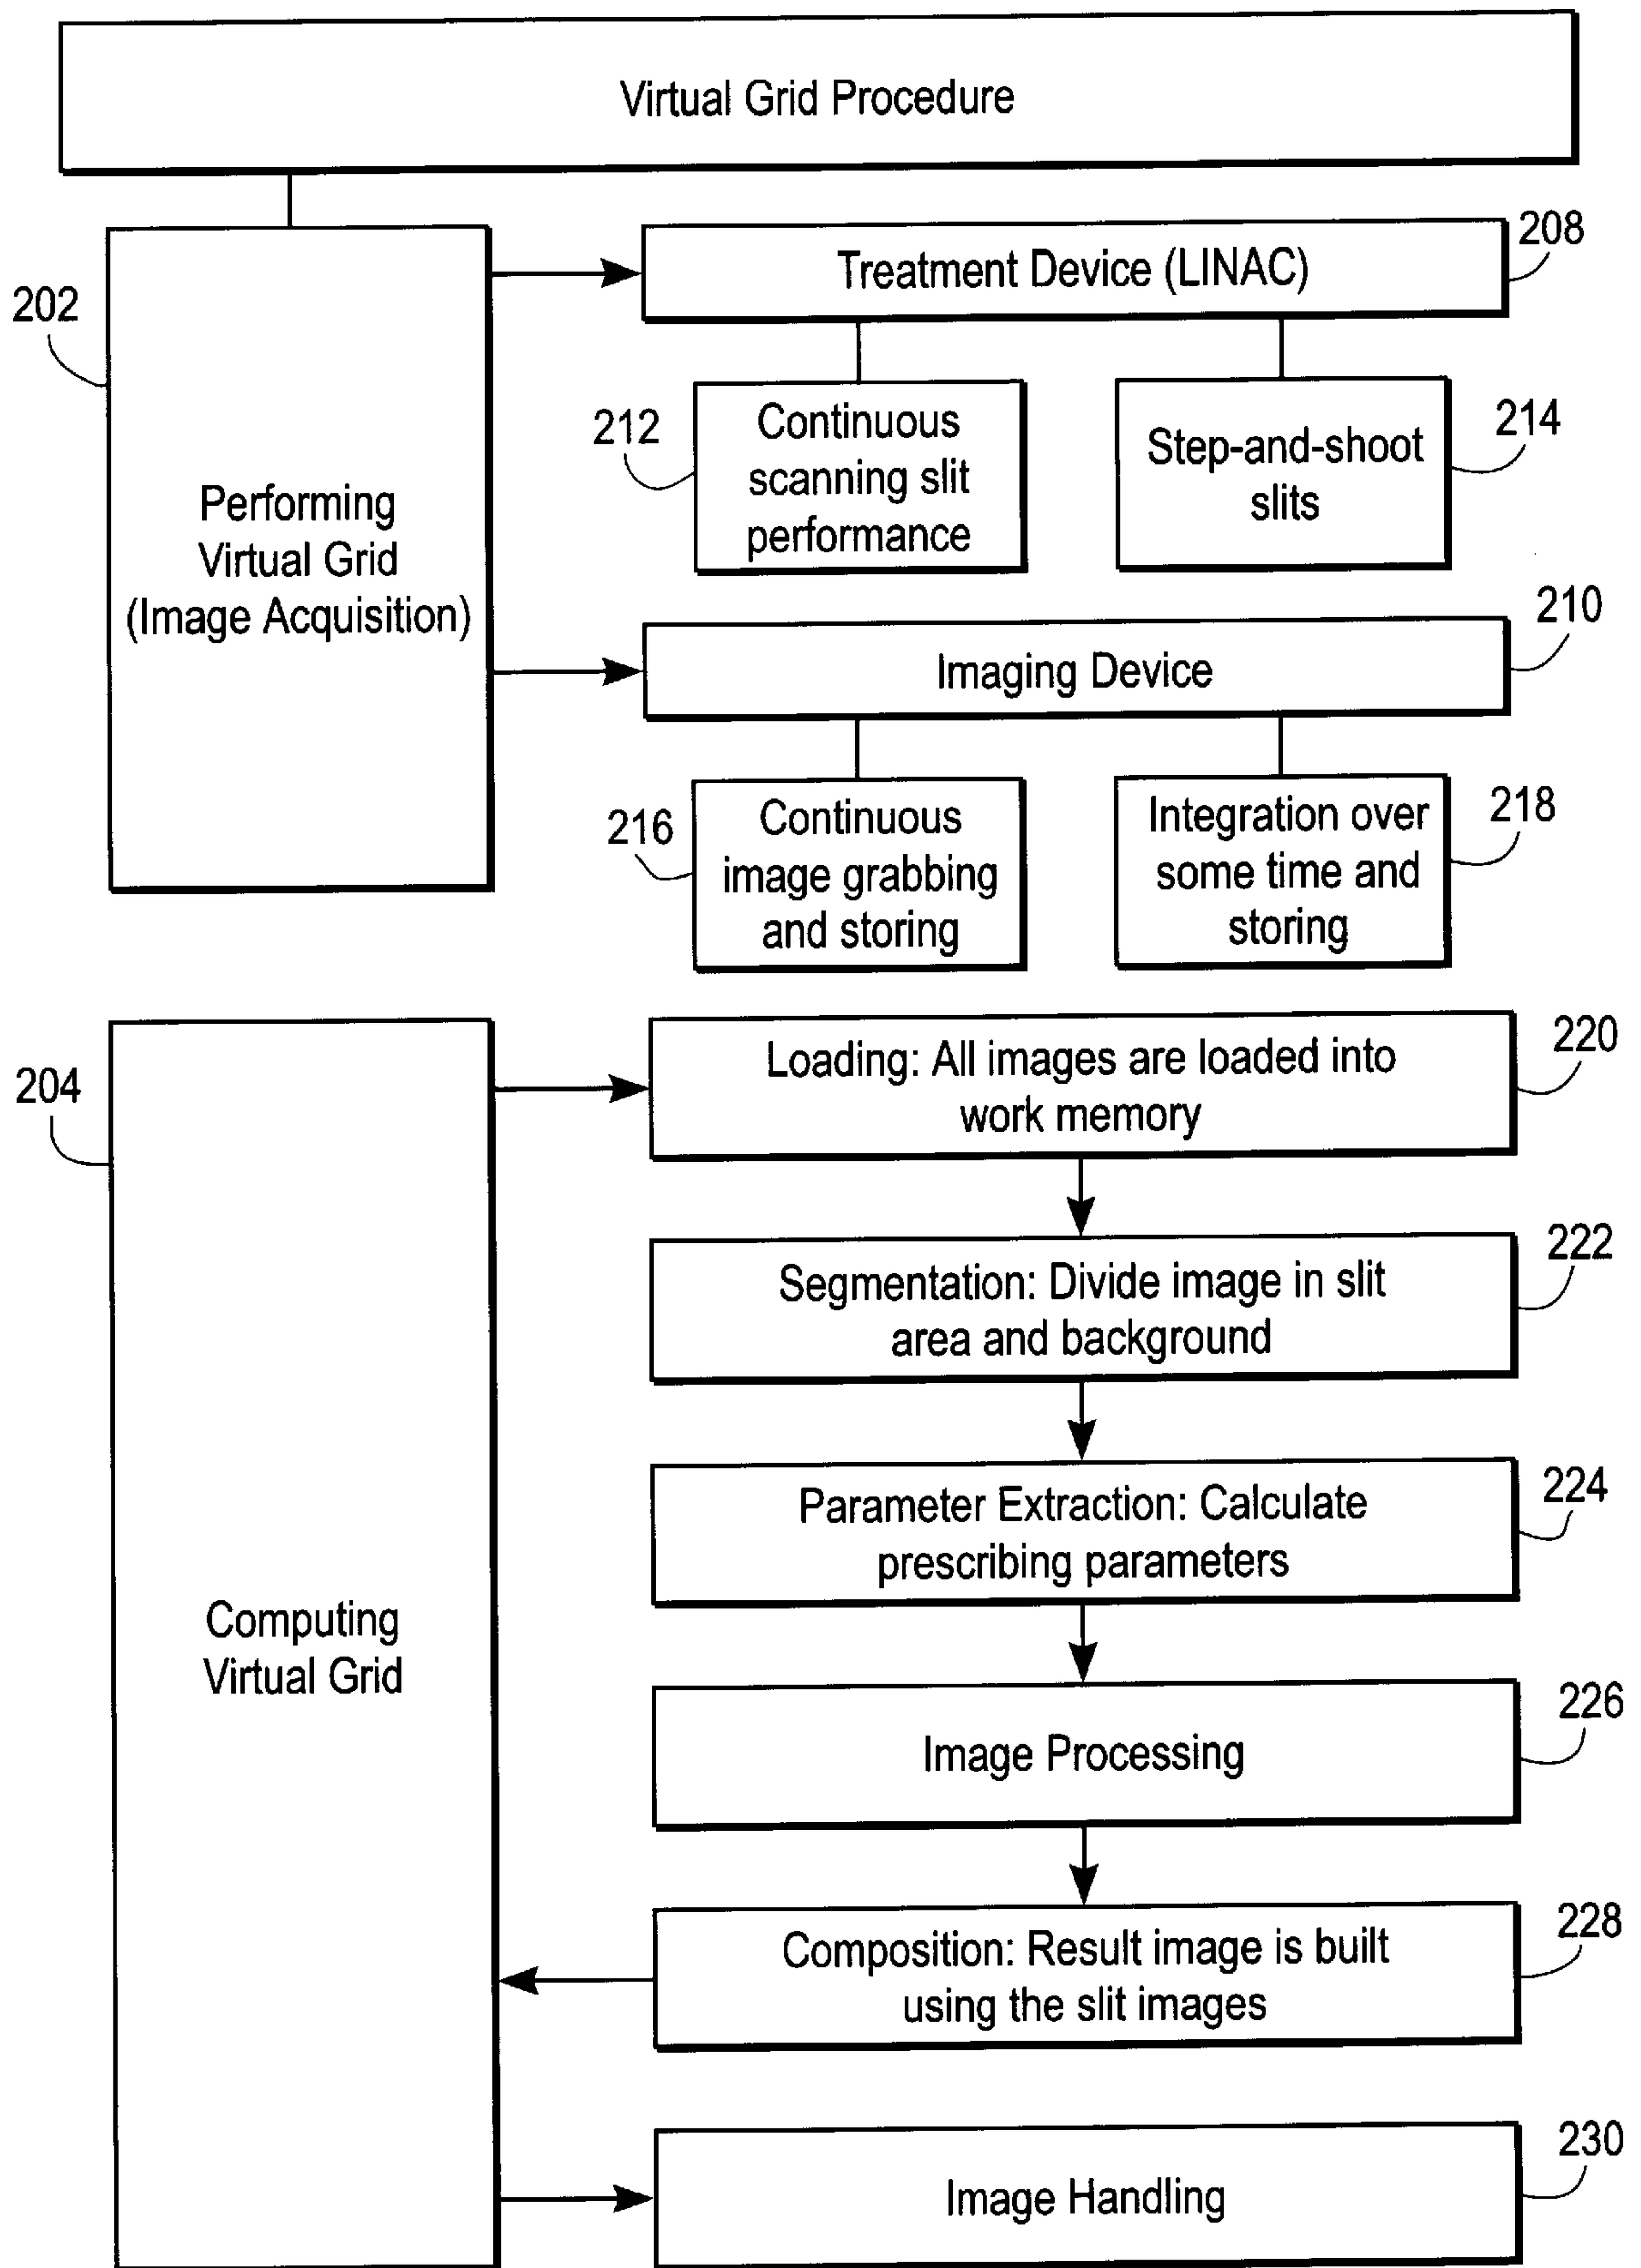 Virtual Grid Procedure
202
Performing
Virtual Grid
(Image Acquisition)
Treatment Device (LINAC)
208
212
Continuous
scanning slit
performance
Step-and-shoot
slits
214
Imaging Device
210
216
Continuous
image grabbing
and storing
Integration over
some time and
storing
218
204
Computing
Virtual Grid
Loading: All images are loaded into
work memory
220
Segmentation: Divide image in slit
area and background
222
Parameter Extraction: Calculate
prescribing parameters
224
Image Processing
226
Composition: Result image is built
using the slit images
228
Image Handling
230